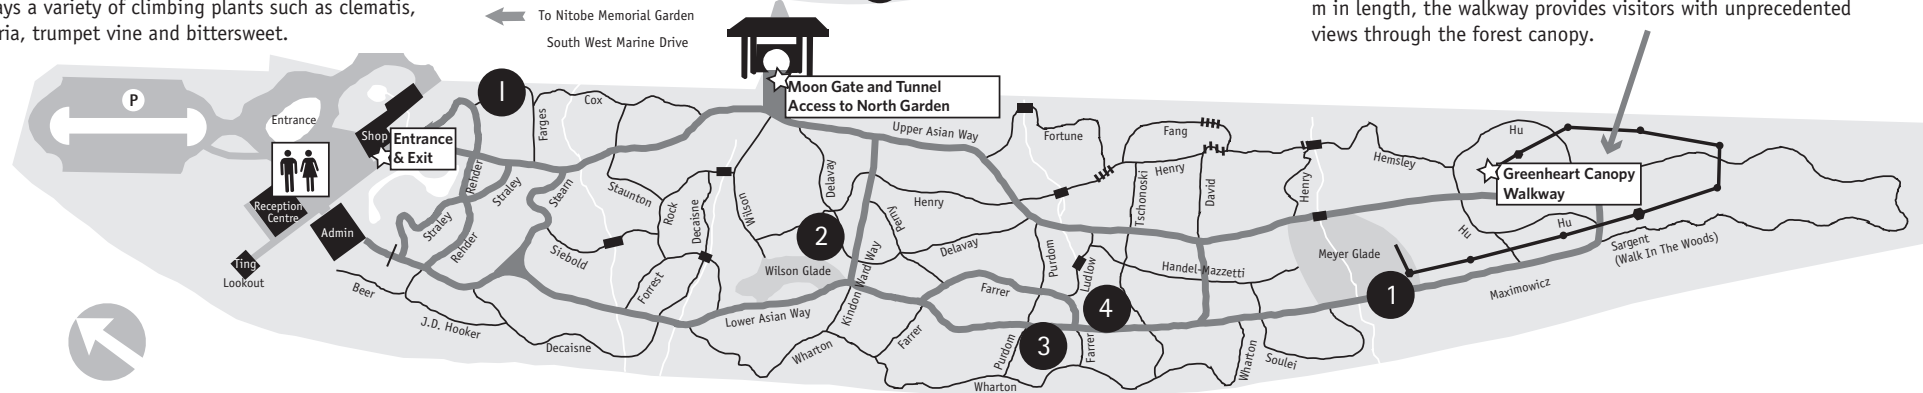 ays a variety of climbing plants such as clematis,
ria, trumpet vine and bittersweet.
To Nitobe Memorial Garden
South West Marine Drive
m in length, the walkway provides visitors with unprecedented
views through the forest canopy.
P
Entrance
Shop
Entrance
& Exit
Reception
Centre
Admin
Ting
Lookout
I
Moon Gate and Tunnel
Access to North Garden
Farges
Cox
Rehder
Straley
Stearn
Straley
Rehder
Staunton
Rock
Decaisne
Wilson
Delavay
Siebold
Forrest
Beer
J.D. Hooker
Decaisne
Lower Asian Way
Wilson Glade
2
Kindon Ward Way
Perny
Henry
Delavay
Upper Asian Way
Fortune
Fang
Henry
Tschonoski
David
Henry
Hemsley
Hu
Greenheart Canopy
Walkway
Hu
Hu
Sargent
(Walk In The Woods)
Maximowicz
Meyer Glade
1
Handel-Mazzetti
Purdom
Ludlow
Farrer
4
3
Purdom
Farrer
Farrer
Wharton
Wharton
Wharton
Soulei